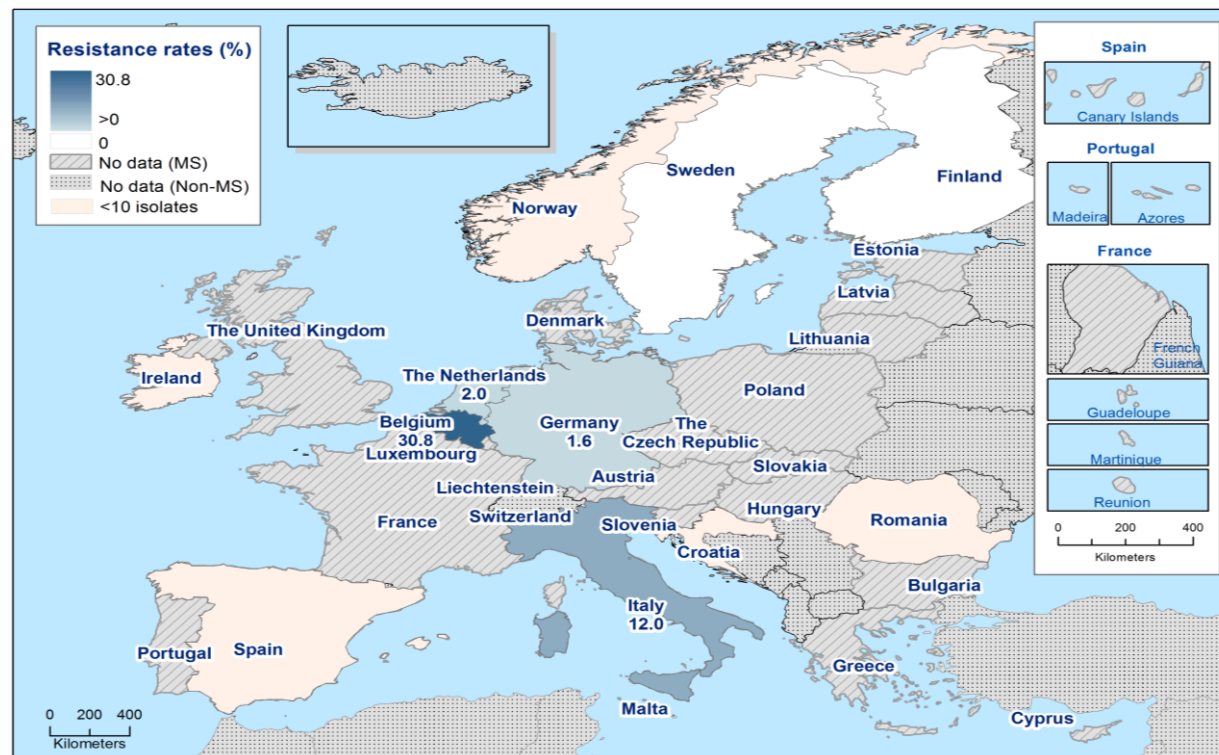 Resistance rates (%)
30.8
>0
0
No data (MS)
No data (Non-MS)
<10 isolates
Spain
Canary Islands
Portugal
Madeira
Azores
France
French
Guiana
Guadeloupe
Martinique
Reunion
0 200 400
Kilometers
Sweden
Finland
Norway
Estonia
Latvia
Denmark
The United Kingdom
Lithuania
Ireland
The Netherlands
2.0
Poland
Belgium
30.8
Germany
1.6
The
Czech Republic
Luxembourg
Slovakia
Austria
Liechtenstein
Hungary
France
Switzerland
Slovenia
Romania
Croatia
Bulgaria
Italy
12.0
Portugal
Spain
Greece
Malta
Cyprus
0 200 400
Kilometers